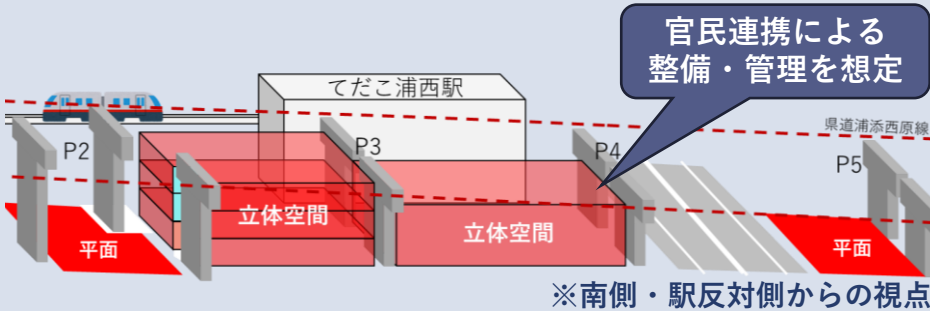 官民連携による
整備・管理を想定
てだこ浦西駅
県道浦添西原線
P2
P3
P4
P5
立体空間
立体空間
平面
平面
※南側・駅反対側からの視点